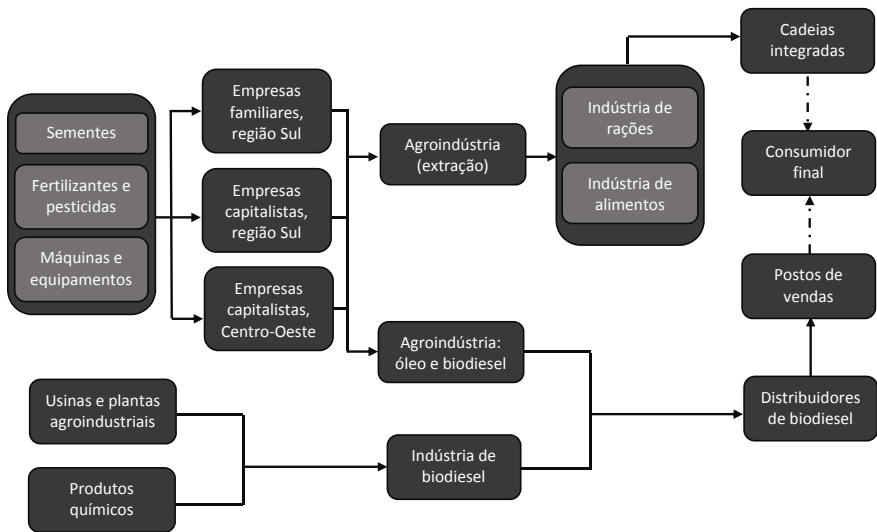 Sementes
Fertilizantes e
pesticidas
Máquinas e
equipamentos
Empresas
familiares,
região Sul
Empresas
capitalistas,
região Sul
Empresas
capitalistas,
Centro-Oeste
Agroindústria
(extração)
Indústria de
rações
Indústria de
alimentos
Cadeias
integradas
Consumidor
final
Postos de
vendas
Agroindústria:
óleo e biodiesel
Distribuidores
de biodiesel
Usinas e plantas
agroindustriais
Produtos
químicos
Indústria de
biodiesel